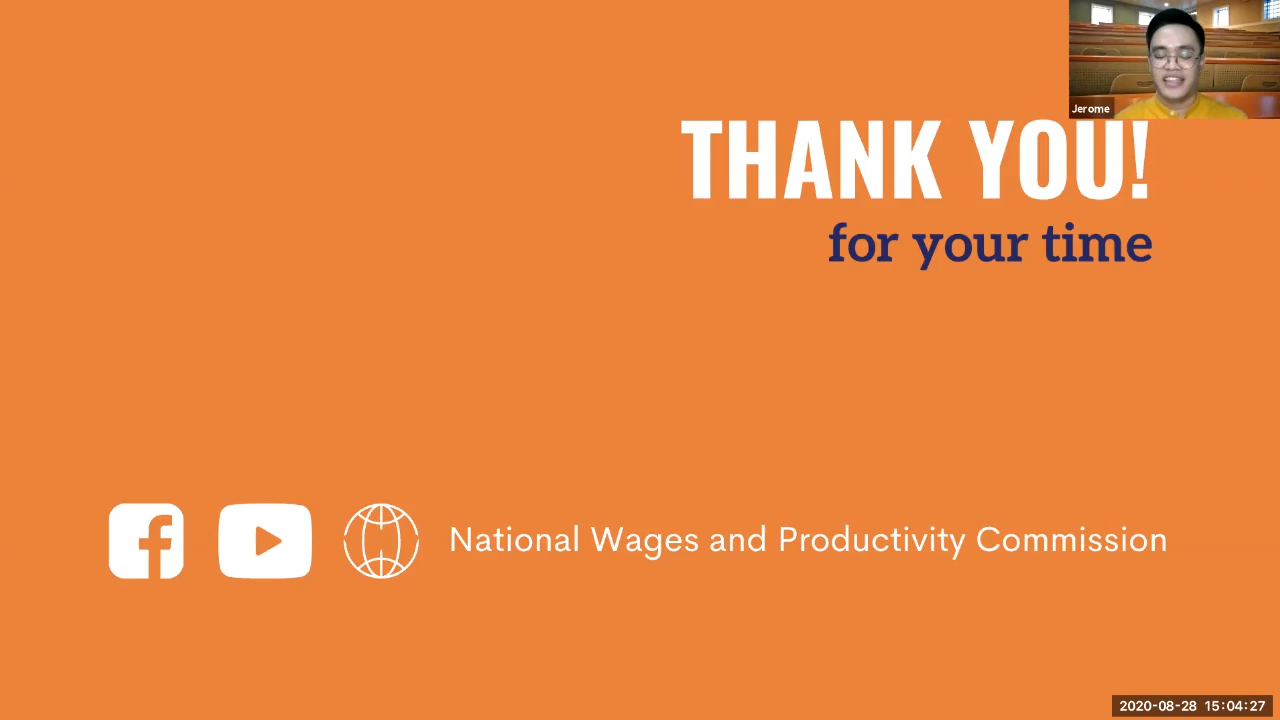 Jerome
THANK YOU!
for your time
National Wages and Productivity Commission
2020-08-28 15:04:27